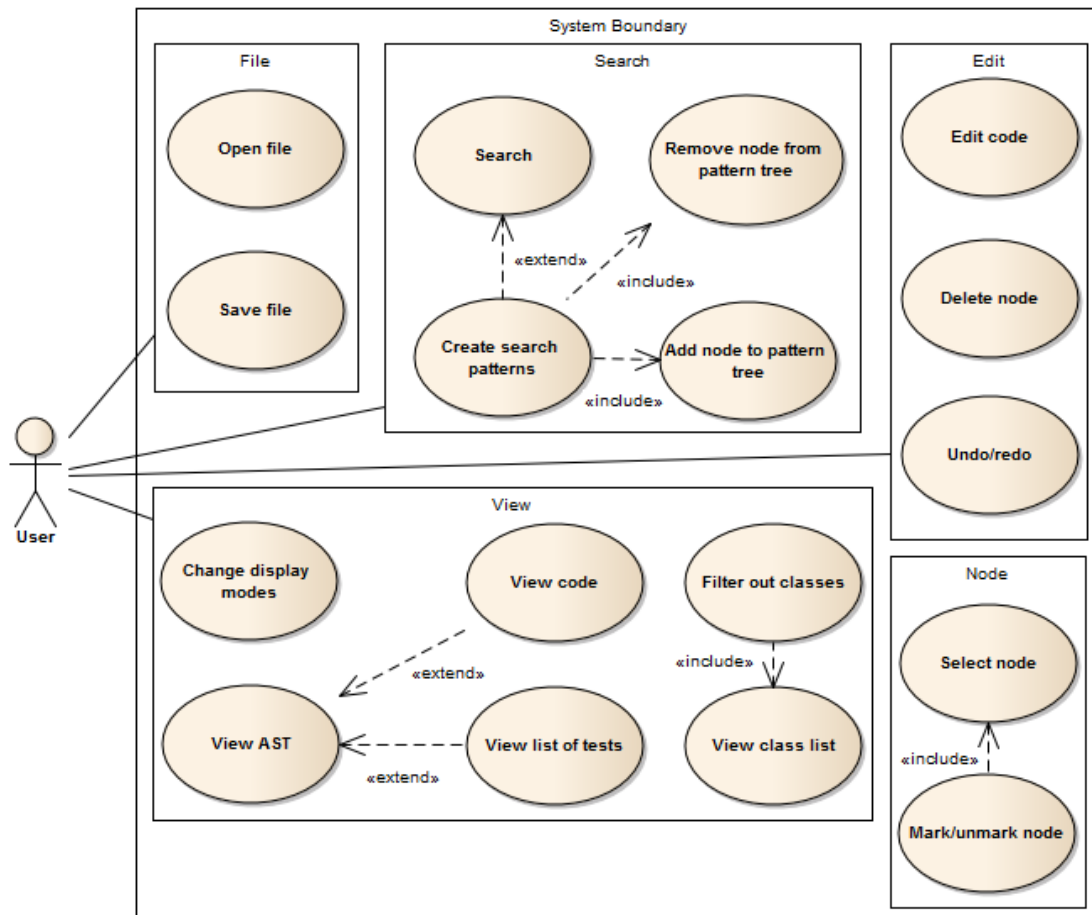 System Boundary
File
Open file
Save file
Search
Search
Remove node from
pattern tree
«extend»
«include»
Create search
patterns
Add node to pattern
tree
«include»
Edit
Edit code
Delete node
Undo/redo
User
View
Change display
modes
View code
Filter out classes
«extend»
«include»
View AST
View list of tests
View class list
«extend»
Node
Select node
«include»
Mark/unmark node